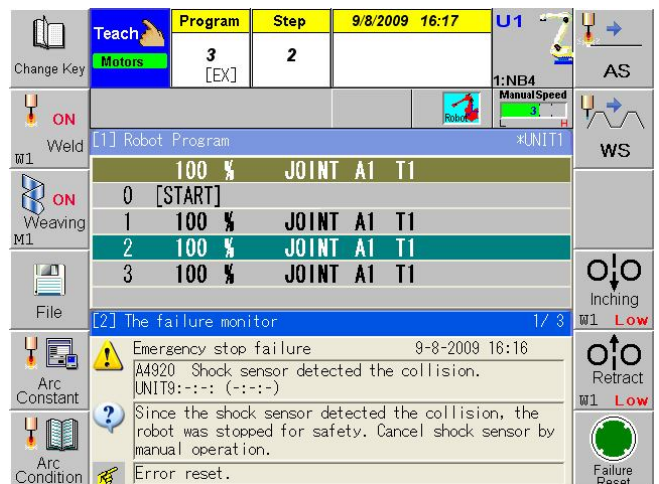 Change Key
Teach
Motors
Program
3
[EX]
Step
2
9/8/2009 16:17
U1
1:NB4
AS
ON
Weld
W1
Robot
Manual Speed
3
L H
WS
[1] Robot Program *UNIT1
100 % JOINT A1 T1
0 [START]
1 100 % JOINT A1 T1
2 100 % JOINT A1 T1
3 100 % JOINT A1 T1
ON
Weaving
M1
File
Inching
W1 Low
[2] The failure monitor 1/ 3
Emergency stop failure 9-8-2009 16:16
A4920 Shock sensor detected the collision.
UNIT9:-:-: (-:-:-)
Since the shock sensor detected the collision, the
robot was stopped for safety. Cancel shock sensor by
manual operation.
Error reset.
Arc
Constant
Retract
W1 Low
Arc
Condition
Failure
Reset